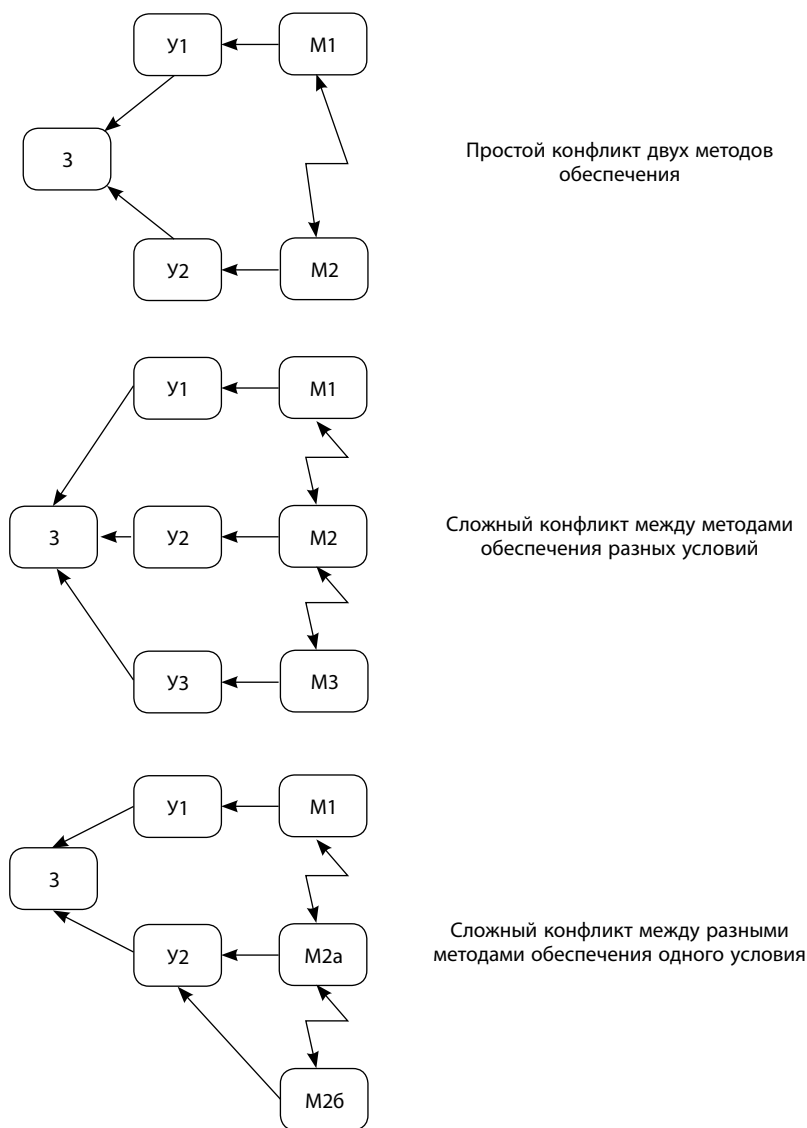 У1
М1
З
У2
М2
Простой конфликт двух методов
обеспечения
У1
М1
З
У2
М2
У3
М3
Сложный конфликт между методами
обеспечения разных условий
У1
М1
З
У2
М2а
М2б
Сложный конфликт между разными
методами обеспечения одного условия